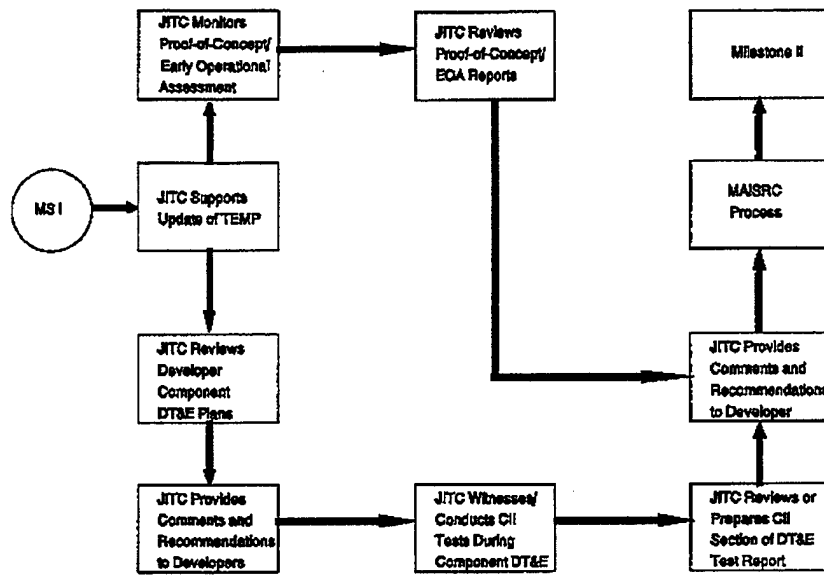 JITC Monitors
Proof-of-Concept/
Early Operational
Assessment
JITC Reviews
Proof-of-Concept/
EOA Reports
Milestone II
MS I
JITC Supports
Update of TEMP
MAISRC
Process
JITC Reviews
Developer
Component
DT&E Plans
JITC Provides
Comments and
Recommendations
to Developer
JITC Provides
Comments and
Recommendations
to Developers
JITC Witnesses/
Conducts CII
Tests During
Component DT&E
JITC Reviews or
Prepares CII
Section of DT&E
Test Report